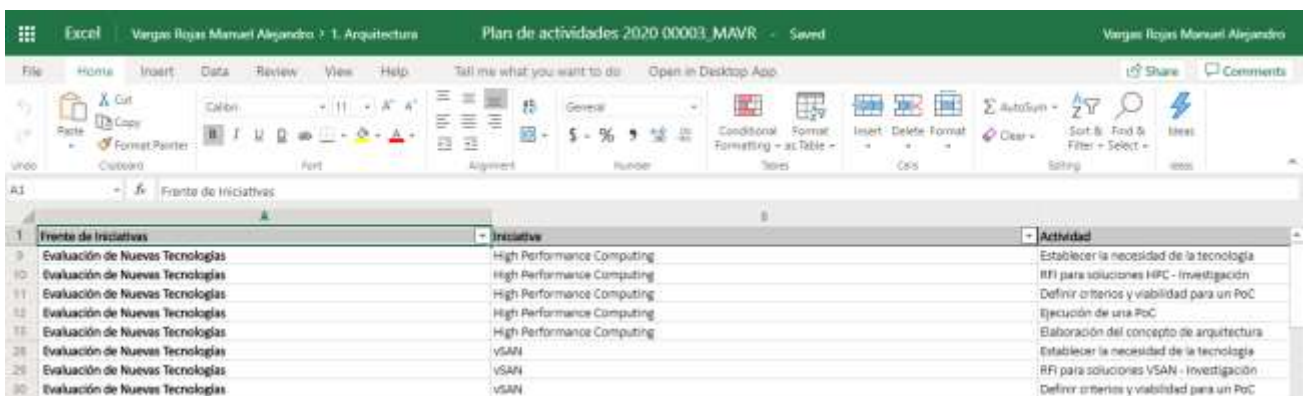 Excel Vargas Rojas Manuel Alejandro > 1. Arquitectura Plan de actividades 2020 00003_MAVR - Saved Vargas Rojas Manuel Alejandro
File Home Insert Data Review View Help Tell me what you want to do Open in Desktop App Share Comments
Cut
Copy
Format Painter
Paste
Calibri 11
General
Conditional Formatting
Format as Table
Insert Delete Format
AutoSum
Clear
Sort & Filter
Find & Select
Ideas
Undo Clipboard Font Alignment Number Tables Cells Editing Ideas
A1 fx Frente de Iniciativas
A B
1 Frente de Iniciativas Iniciativa Actividad
9 Evaluación de Nuevas Tecnologías High Performance Computing Establecer la necesidad de la tecnología
10 Evaluación de Nuevas Tecnologías High Performance Computing RFI para soluciones HPC - Investigación
11 Evaluación de Nuevas Tecnologías High Performance Computing Definir criterios y viabilidad para un PoC
12 Evaluación de Nuevas Tecnologías High Performance Computing Ejecución de una PoC
13 Evaluación de Nuevas Tecnologías High Performance Computing Elaboración del concepto de arquitectura
28 Evaluación de Nuevas Tecnologías vSAN Establecer la necesidad de la tecnología
29 Evaluación de Nuevas Tecnologías vSAN RFI para soluciones VSAN - Investigación
30 Evaluación de Nuevas Tecnologías vSAN Definir criterios y viabilidad para un PoC